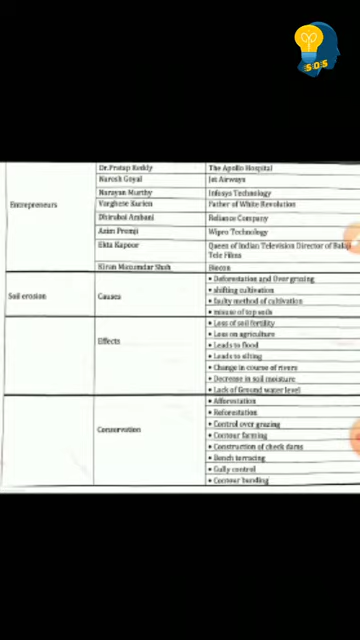 SOS
Dr.Pratap Reddy The Apollo Hospital
Naresh Goyal Jet Airways
Narayan Murthy Infosys Technology
Entrepreneurs Varghese Kurien Father of White Revolution
Dhirubai Ambani Reliance Company
Azim Premji Wipro Technology
Ekta Kapoor Queen of Indian Television Director of Balaji
Tele Films
Kiran Mazumdar Shah Biocon
Soil erosion Causes • Deforestation and Over grazing
• shifting cultivation
• faulty method of cultivation
• misuse of top soils
Effects • Loss of soil fertility
• Loss on agriculture
• Leads to flood
• Leads to silting
• Change in course of rivers
• Decrease in soil moisture
• Lack of Ground water level
Conservation • Afforestation
• Reforestation
• Control over grazing
• Contour farming
• Construction of check dams
• Bench terracing
• Gully control
• Contour bunding